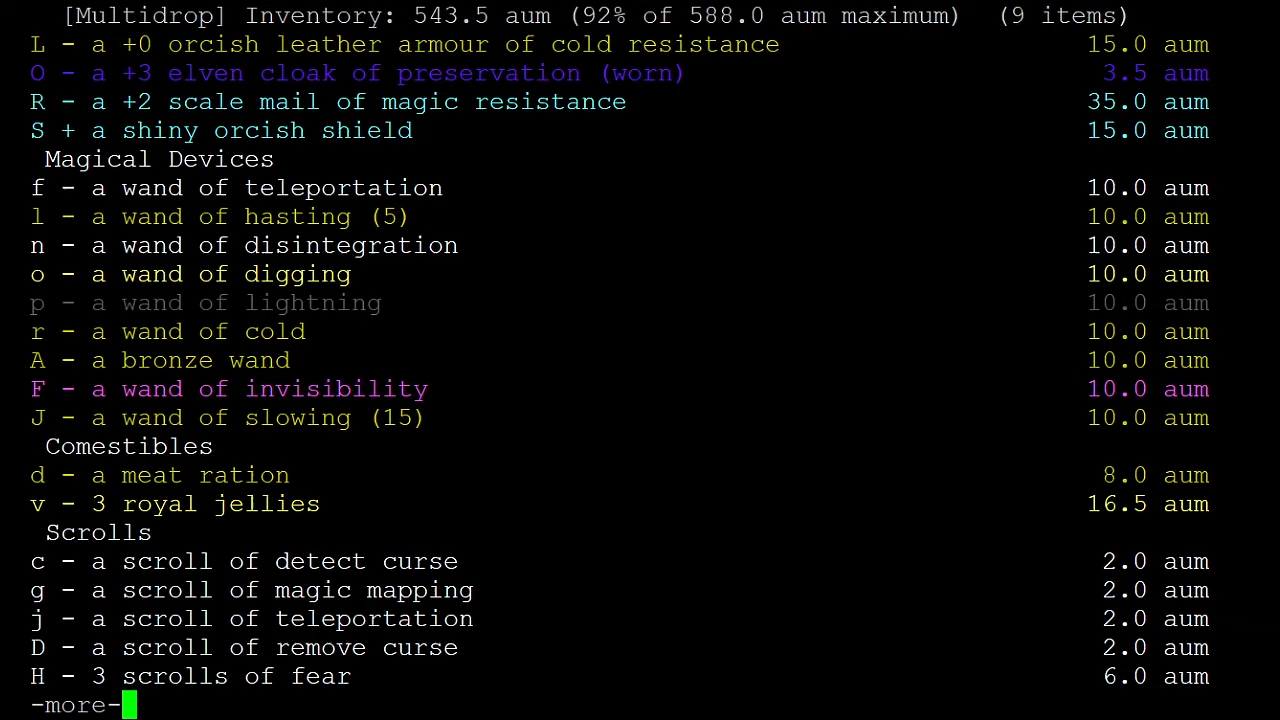 [Multidrop] Inventory: 543.5 aum (92% of 588.0 aum maximum)  (9 items)
L - a +0 orcish leather armour of cold resistance 15.0 aum
O - a +3 elven cloak of preservation (worn) 3.5 aum
R - a +2 scale mail of magic resistance 35.0 aum
S + a shiny orcish shield 15.0 aum
Magical Devices
f - a wand of teleportation 10.0 aum
l - a wand of hasting (5) 10.0 aum
n - a wand of disintegration 10.0 aum
o - a wand of digging 10.0 aum
p - a wand of lightning 10.0 aum
r - a wand of cold 10.0 aum
A - a bronze wand 10.0 aum
F - a wand of invisibility 10.0 aum
J - a wand of slowing (15) 10.0 aum
Comestibles
d - a meat ration 8.0 aum
v - 3 royal jellies 16.5 aum
Scrolls
c - a scroll of detect curse 2.0 aum
g - a scroll of magic mapping 2.0 aum
j - a scroll of teleportation 2.0 aum
D - a scroll of remove curse 2.0 aum
H - 3 scrolls of fear 6.0 aum
-more-